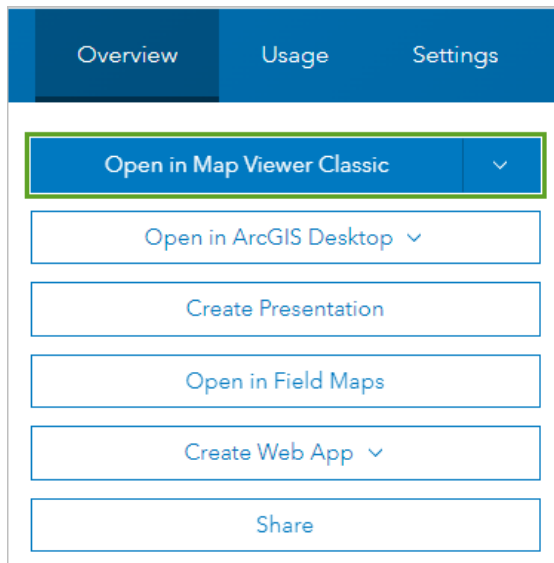 Overview Usage Settings
Open in Map Viewer Classic
Open in ArcGIS Desktop
Create Presentation
Open in Field Maps
Create Web App
Share